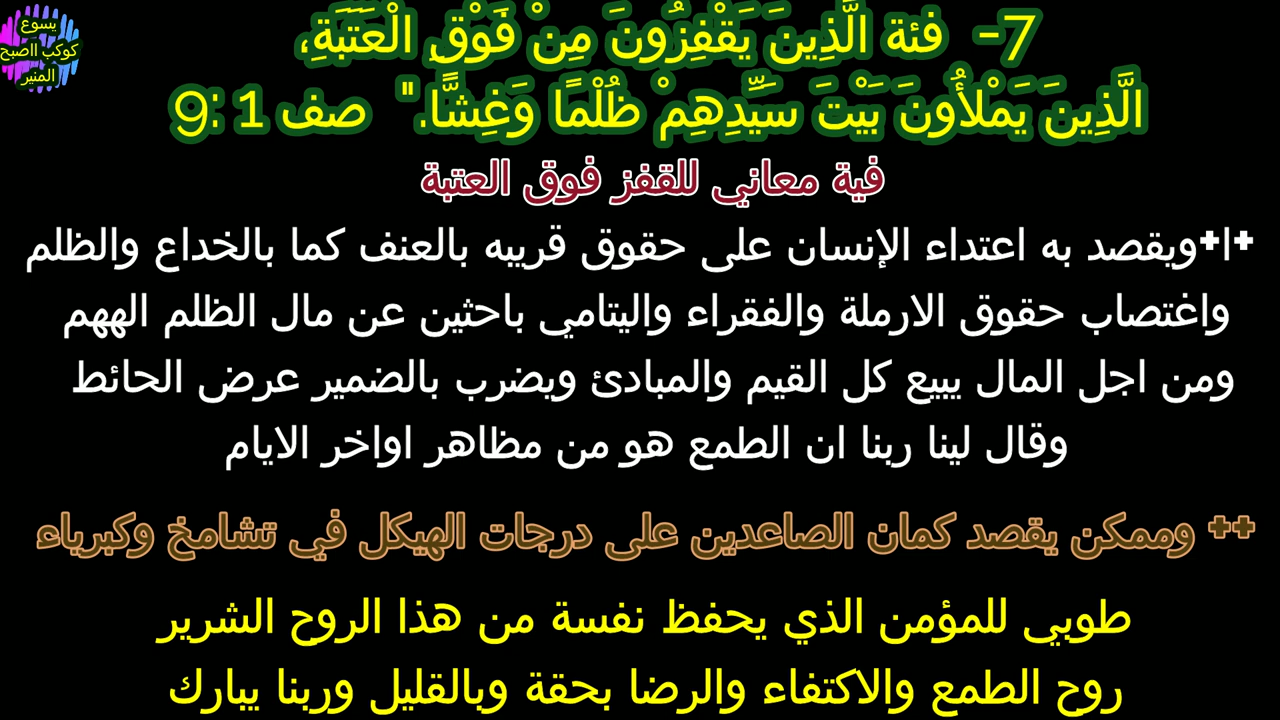 يسوع
كوكب ااصبح
المنير
7- فئة الَّذِينَ يَقْفِزُونَ مِنْ فَوْقِ الْعَتَبَةِ،
الَّذِينَ يَمْلأُونَ بَيْتَ سَيِّدِهِمْ ظُلْمًا وَغِشًّا." صف 1 :9
فية معاني للقفز فوق العتبة
+ا+ويقصد به اعتداء الإنسان على حقوق قريبه بالعنف كما بالخداع والظلم
واغتصاب حقوق الارملة والفقراء واليتامي باحثين عن مال الظلم الههم
ومن اجل المال يبيع كل القيم والمبادئ ويضرب بالضمير عرض الحائط
وقال لينا ربنا ان الطمع هو من مظاهر اواخر الايام
++ وممكن يقصد كمان الصاعدين على درجات الهيكل في تشامخ وكبرياء
طوبي للمؤمن الذي يحفظ نفسة من هذا الروح الشرير
روح الطمع والاكتفاء والرضا بحقة وبالقليل وربنا يبارك